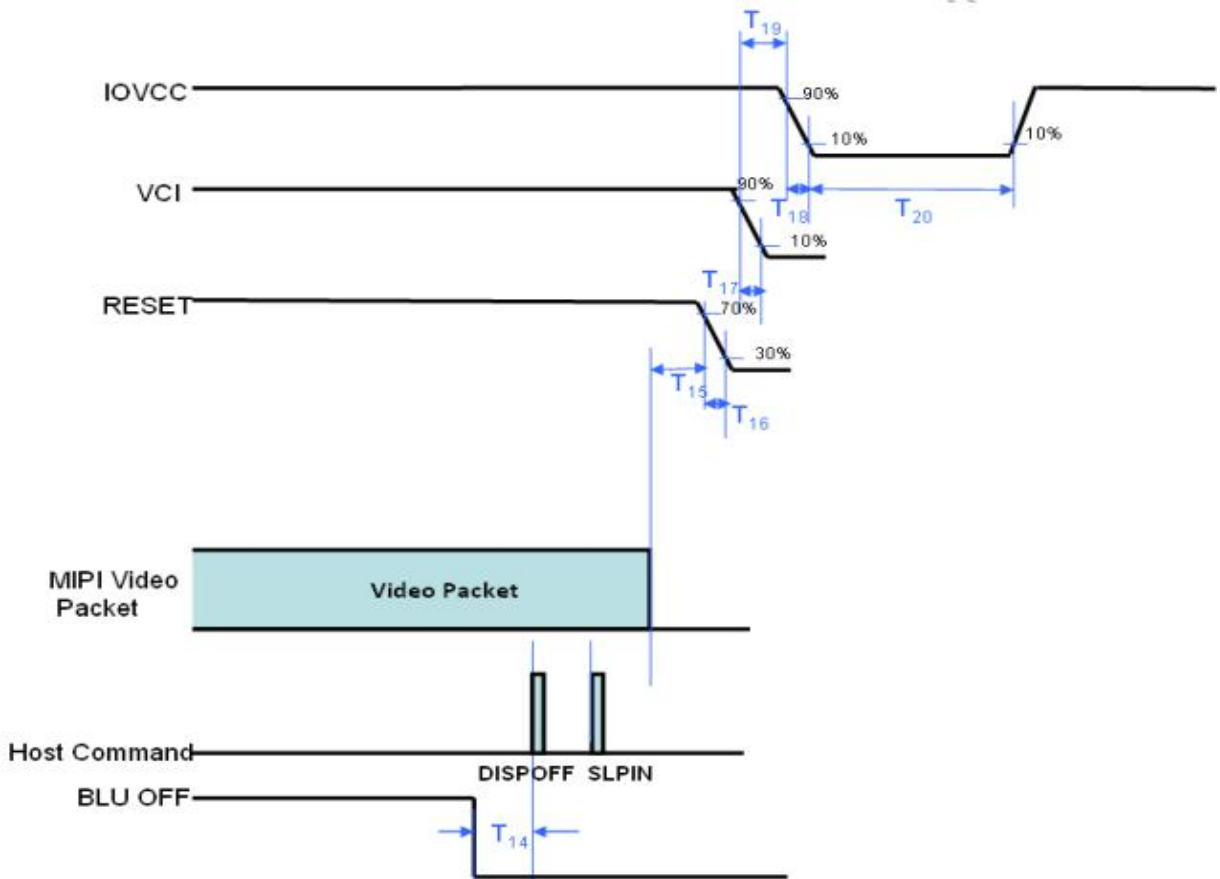 T19
IOVCC
90%
10%
10%
VCI
90%
T18
T20
10%
T17
RESET
70%
30%
T15
T16
MIPI Video
Packet
Video Packet
Host Command
DISPOFF SLPIN
BLU OFF
T14